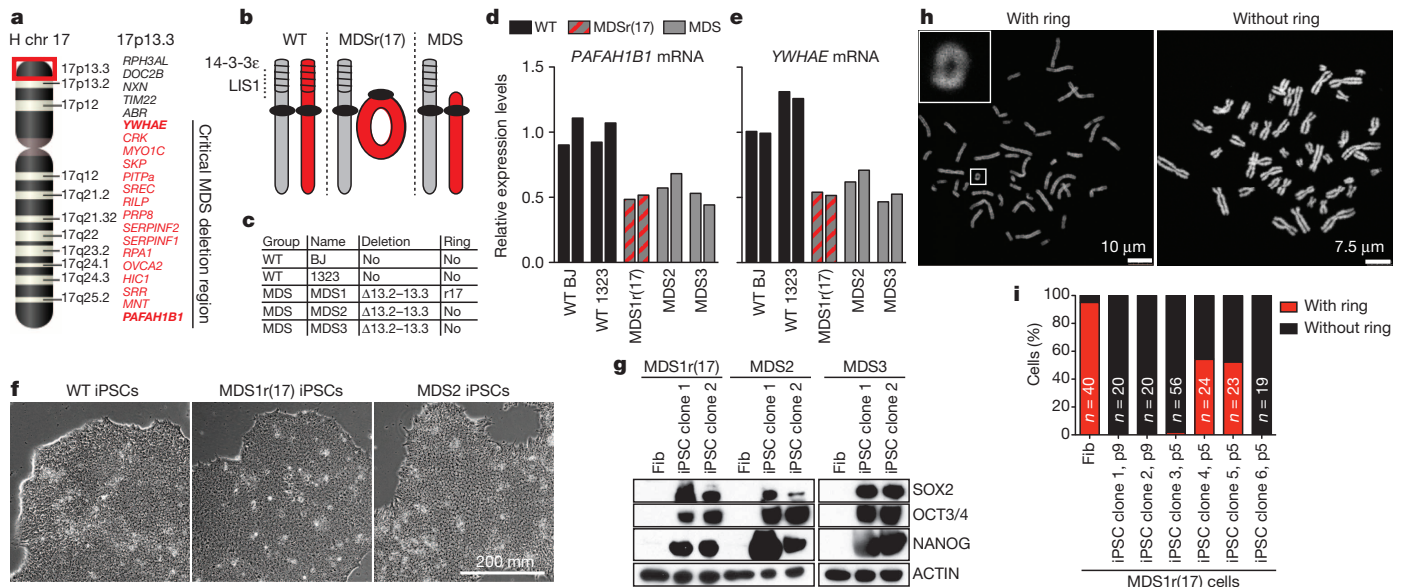 a
H chr 17
17p13.3
17p13.3
17p13.2
17p12
17q12
17q21.2
17q21.32
17q22
17q23.2
17q24.1
17q24.3
17q25.2
RPH3AL
DOC2B
NXN
TIM22
ABR
YWHAE
CRK
MYO1C
SKP
PITPa
SREC
RILP
PRP8
SERPINF2
SERPINF1
RPA1
OVCA2
HIC1
SRR
MNT
PAFAH1B1
Critical MDS deletion region
b
WT MDSr(17) MDS
14-3-3ε
LIS1
c
Group Name Deletion Ring
WT BJ No No
WT 1323 No No
MDS MDS1 Δ13.2–13.3 r17
MDS MDS2 Δ13.2–13.3 No
MDS MDS3 Δ13.2–13.3 No
d
e
WT MDSr(17) MDS
PAFAH1B1 mRNA
YWHAE mRNA
Relative expression levels
1.5
1.0
0.5
0.0
WT BJ
WT 1323
MDS1r(17)
MDS2
MDS3
WT BJ
WT 1323
MDS1r(17)
MDS2
MDS3
f
WT iPSCs
MDS1r(17) iPSCs
MDS2 iPSCs
200 mm
g
MDS1r(17) MDS2 MDS3
Fib
iPSC clone 1
iPSC clone 2
Fib
iPSC clone 1
iPSC clone 2
Fib
iPSC clone 1
iPSC clone 2
SOX2
OCT3/4
NANOG
ACTIN
h
With ring
Without ring
10 μm
7.5 μm
i
With ring
Without ring
Cells (%)
100
80
60
40
20
0
n = 40
n = 20
n = 20
n = 56
n = 24
n = 23
n = 19
Fib
iPSC clone 1, p9
iPSC clone 2, p9
iPSC clone 3, p5
iPSC clone 4, p5
iPSC clone 5, p5
iPSC clone 6, p5
MDS1r(17) cells